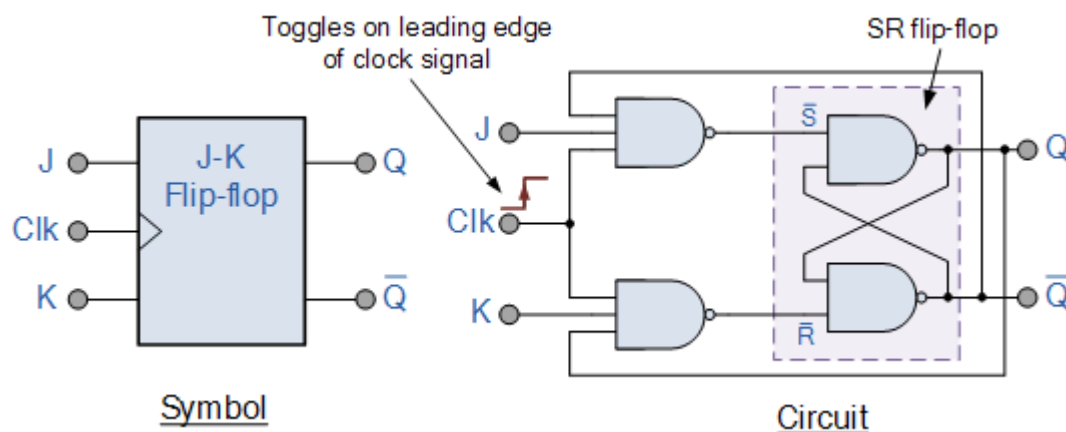 Toggles on leading edge
of clock signal
SR flip-flop
J
Clk
K
J-K
Flip-flop
Q
Q̅
J
Clk
K
S̅
R̅
Q
Q̅
Symbol
Circuit